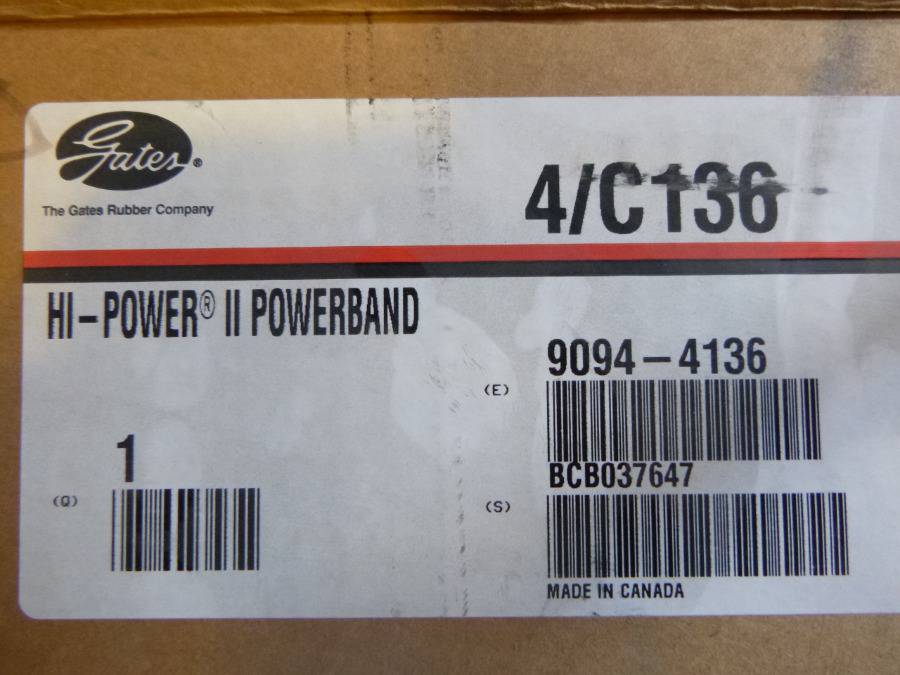 Gates®
The Gates Rubber Company
4/C136
HI-POWER® II POWERBAND
9094-4136
(E)
BCB037647
1
(Q)
(S)
MADE IN CANADA